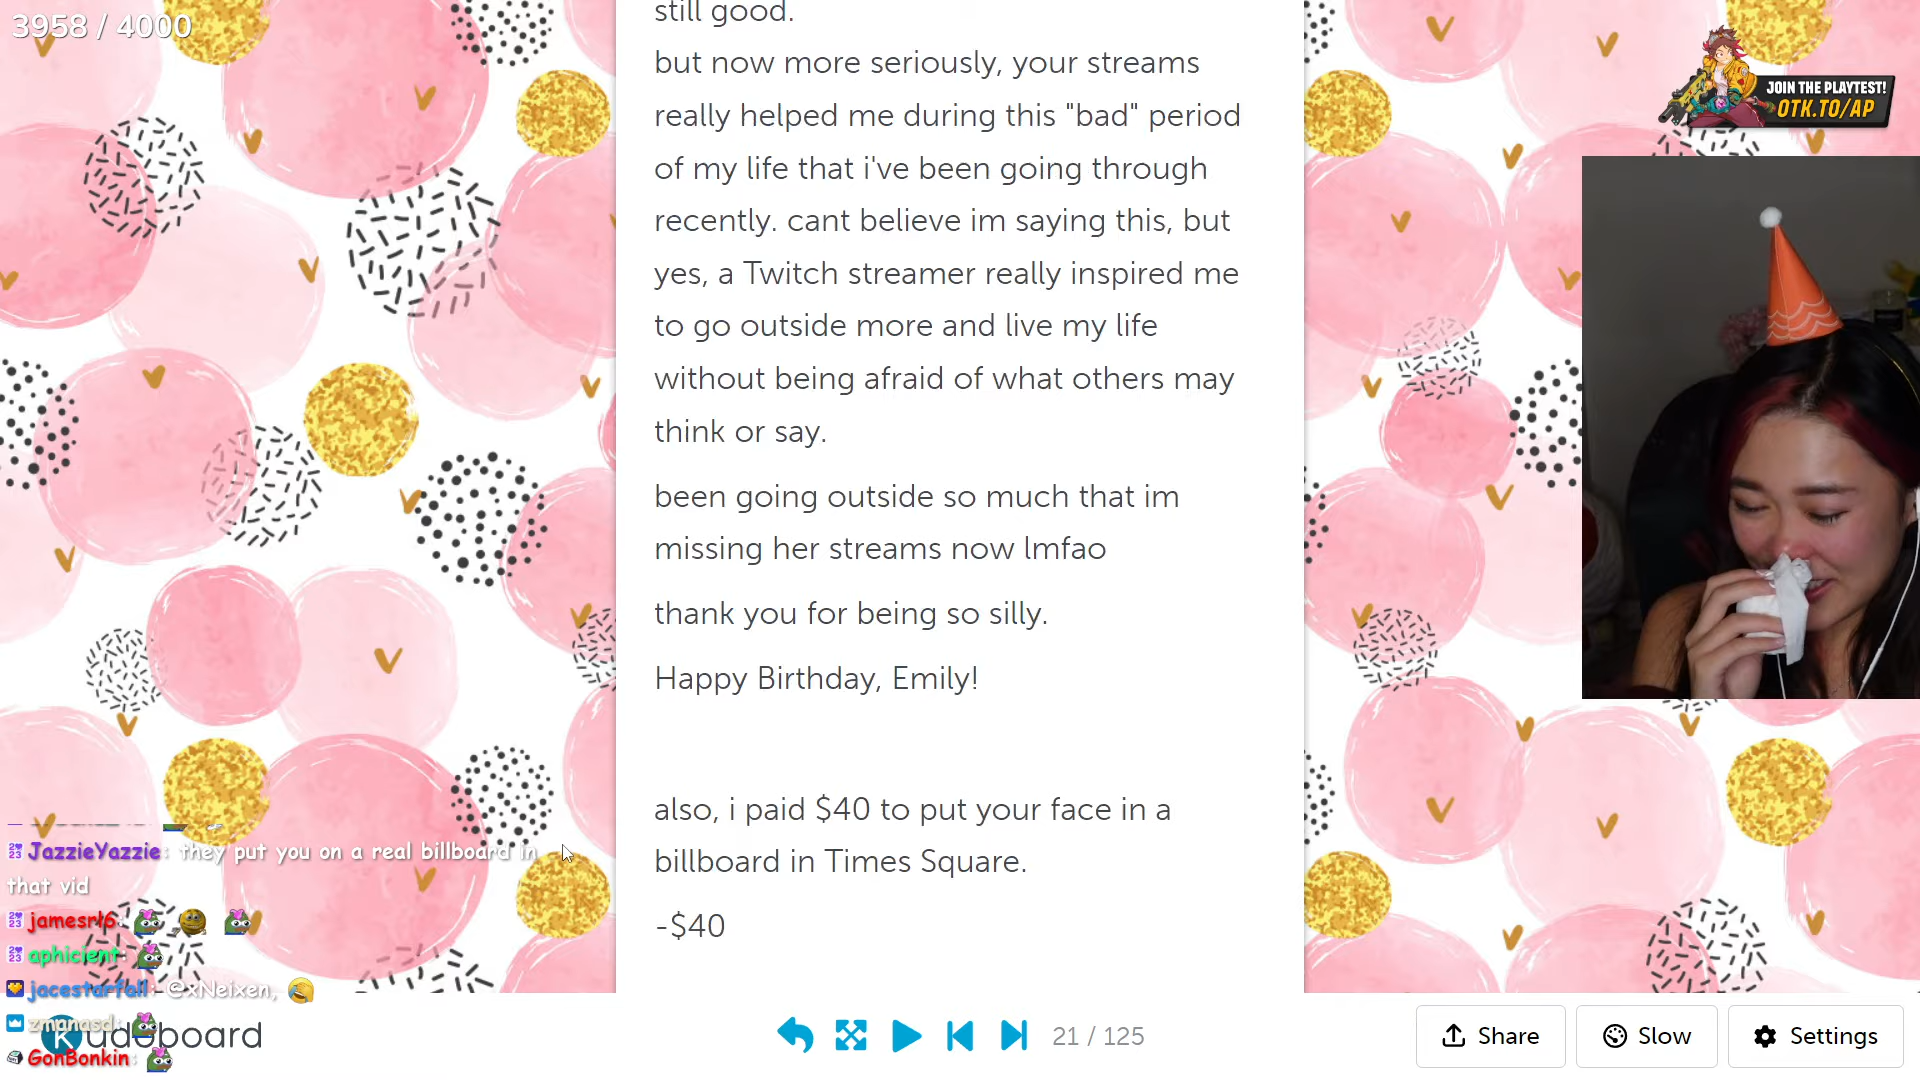 3958 / 4000
still good.
but now more seriously, your streams
really helped me during this "bad" period
of my life that i've been going through
recently. cant believe im saying this, but
yes, a Twitch streamer really inspired me
to go outside more and live my life
without being afraid of what others may
think or say.
been going outside so much that im
missing her streams now lmfao
thank you for being so silly.
Happy Birthday, Emily!
also, i paid $40 to put your face in a
billboard in Times Square.
-$40
JOIN THE PLAYTEST!
OTK.TO/AP
JazzieYazzie: they put you on a real billboard in
that vid
jamesrl6:
aphicient:
jacestarfall: @xNeixen,
zmanasd:
GonBonkin:
Kudoboard
21 / 125
Share
Slow
Settings